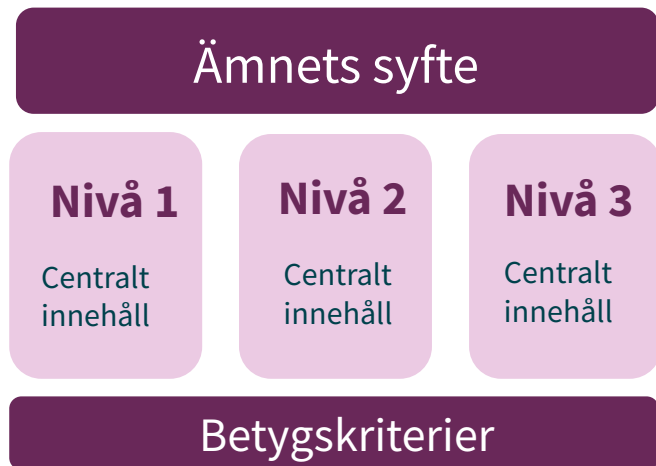 Ämnets syfte
Nivå 1
Centralt
innehåll
Nivå 2
Centralt
innehåll
Nivå 3
Centralt
innehåll
Betygskriterier